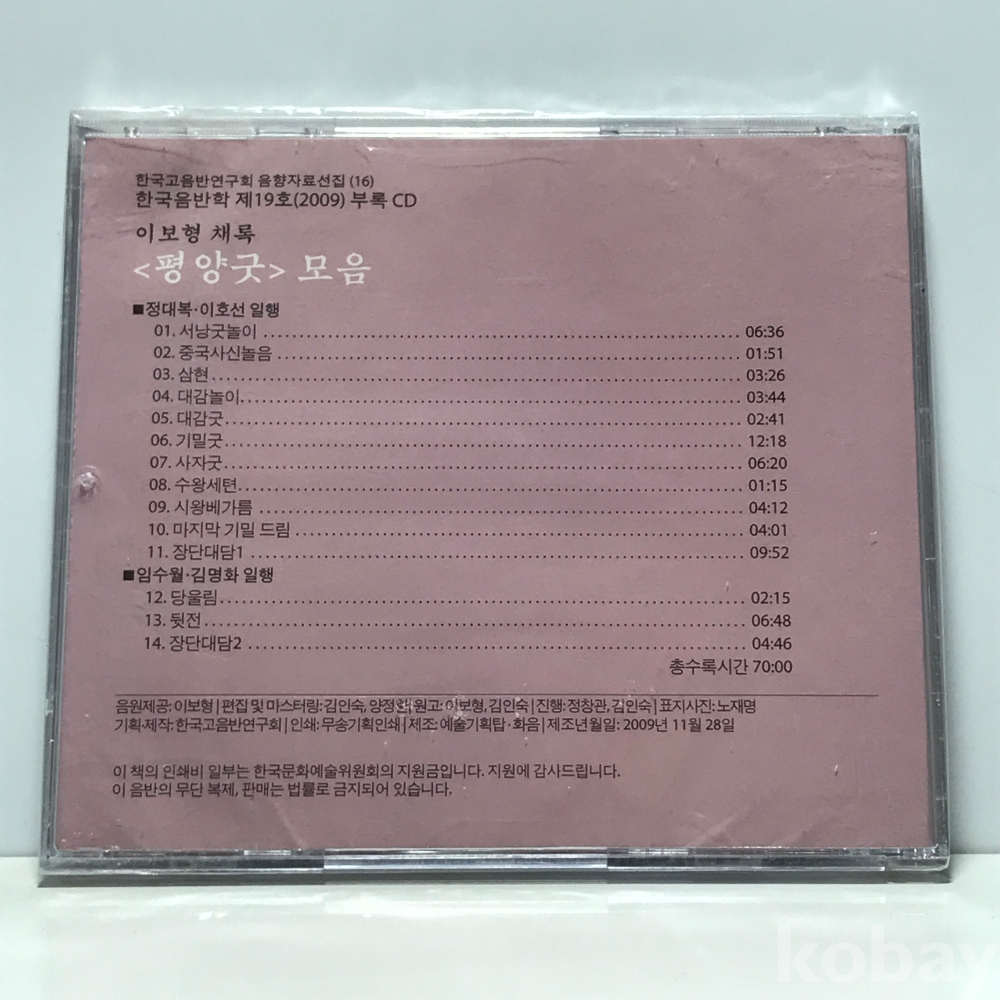 한국고음반연구회 음향자료선집 (16)
한국음반학 제19호(2009) 부록 CD
이보형 채록
<평양굿> 모음
■정대복·이호선 일행
01. 서낭굿놀이 06:36
02. 중국사신놀음 01:51
03. 삼현 03:26
04. 대감놀이 03:44
05. 대감굿 02:41
06. 기밀굿 12:18
07. 사자굿 06:20
08. 수왕세텬 01:15
09. 시왕베가름 04:12
10. 마지막 기밀 드림 04:01
11. 장단대담1 09:52
■임수월·김명화 일행
12. 당울림 02:15
13. 뒷전 06:48
14. 장단대담2 04:46
총수록시간 70:00
음원제공: 이보형 | 편집 및 마스터링: 김인숙, 양정 원고: 이보형, 김인숙 | 진행: 정창관, 김인숙 | 표지사진: 노재명
기획·제작: 한국고음반연구회 | 인쇄: 무송기획인쇄 | 제조: 예술기획탑·화음 | 제조년월일: 2009년 11월 28일
이 책의 인쇄비 일부는 한국문화예술위원회의 지원금입니다. 지원에 감사드립니다.
이 음반의 무단 복제, 판매는 법률로 금지되어 있습니다.
kobay